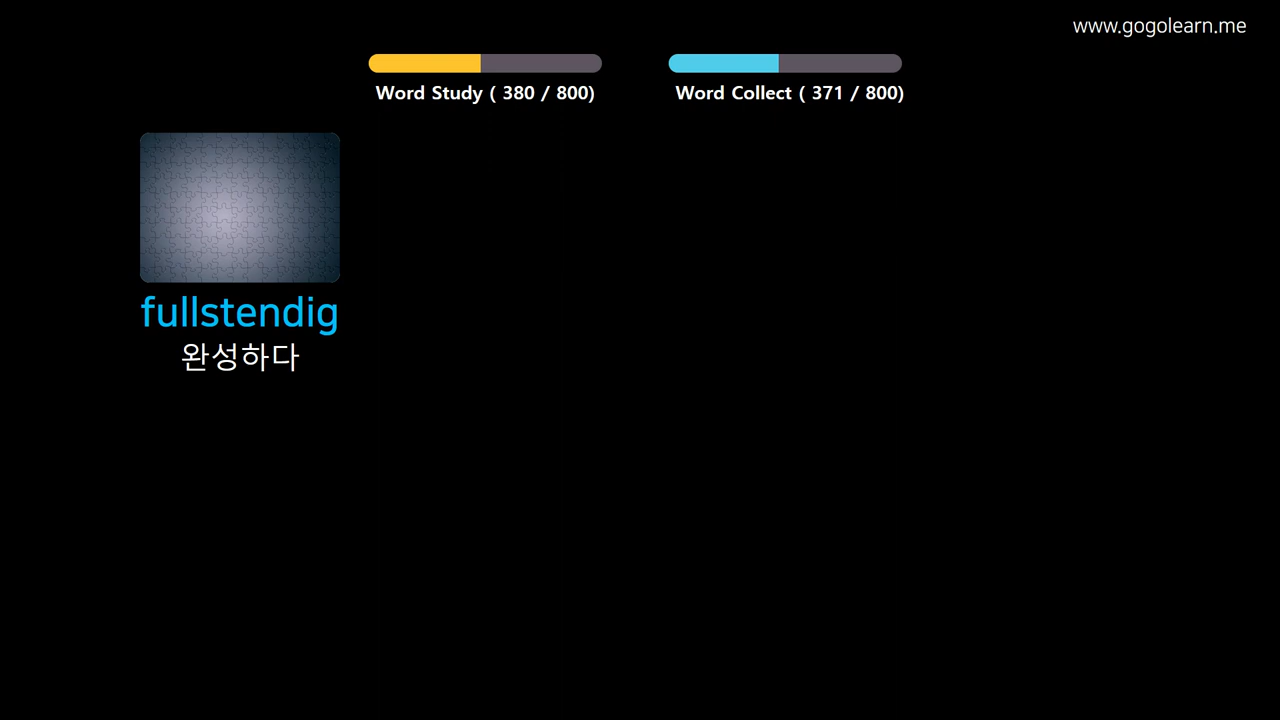 www.gogolearn.me
Word Study ( 380 / 800)
Word Collect ( 371 / 800)
fullstendig
완성하다